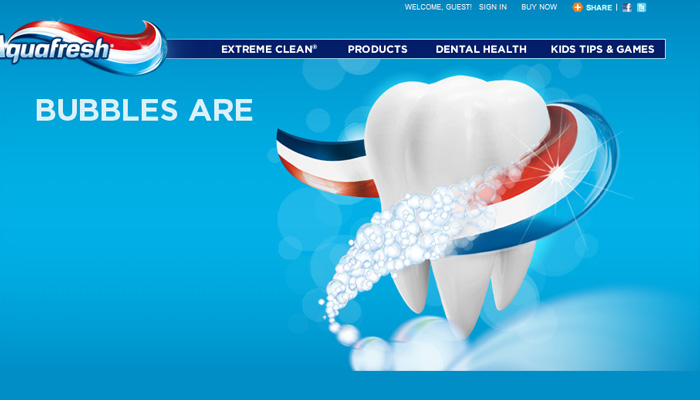 WELCOME, GUEST! SIGN IN BUY NOW SHARE
Aquafresh®
EXTREME CLEAN® PRODUCTS DENTAL HEALTH KIDS TIPS & GAMES
BUBBLES ARE